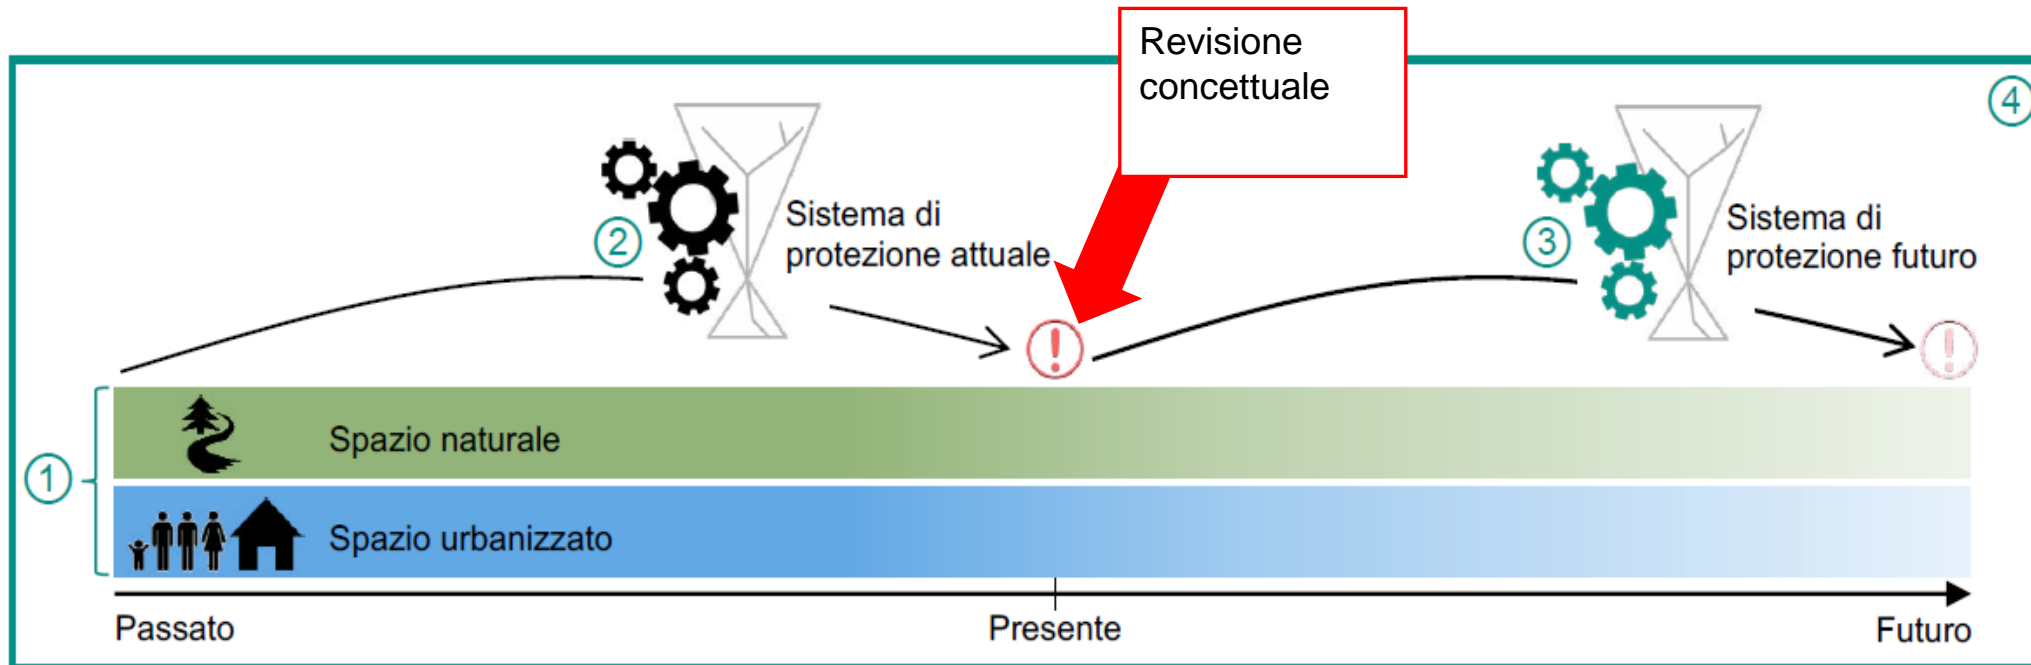 Revisione
concettuale
4
2
Sistema di
protezione attuale
3
Sistema di
protezione futuro
!
!
1
Spazio naturale
Spazio urbanizzato
Passato
Presente
Futuro